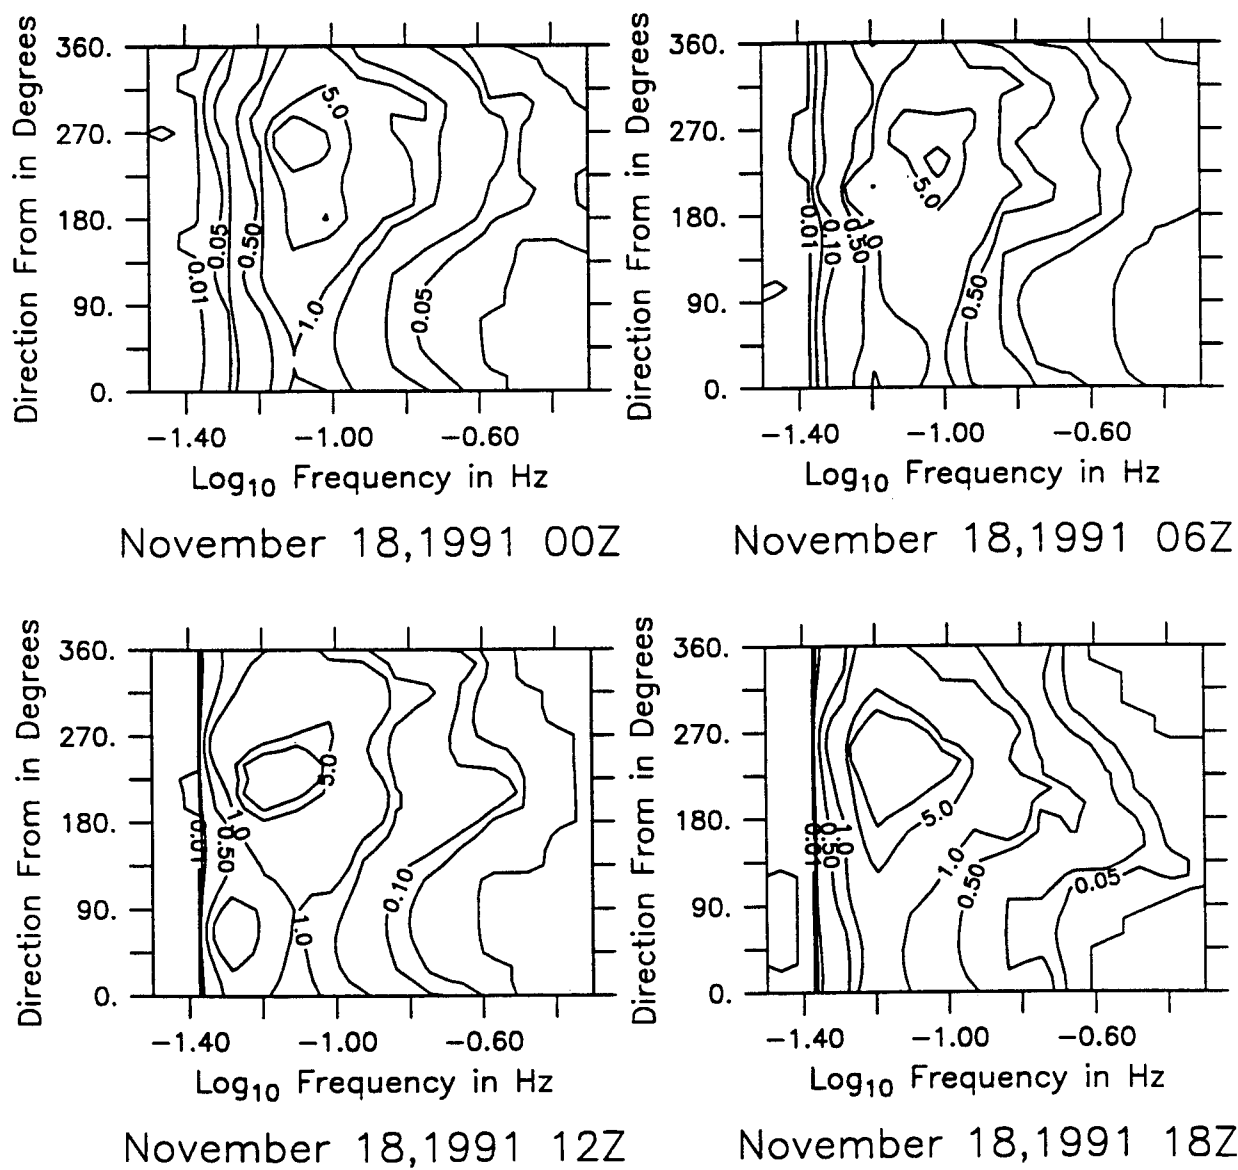 Direction From in Degrees
360.
270.
180.
90.
0.
5.0
0.01
0.05
0.50
1.0
0.05
−1.40 −1.00 −0.60
Log10 Frequency in Hz
November 18,1991 00Z
Direction From in Degrees
360.
270.
180.
90.
0.
5.0
0.01
0.10
0.50
1.0
0.50
−1.40 −1.00 −0.60
Log10 Frequency in Hz
November 18,1991 06Z
Direction From in Degrees
360.
270.
180.
90.
0.
5.0
0.01
0.50
1.0
1.0
0.10
−1.40 −1.00 −0.60
Log10 Frequency in Hz
November 18,1991 12Z
Direction From in Degrees
360.
270.
180.
90.
0.
0.01
0.50
1.0
5.0
1.0
0.50
0.05
−1.40 −1.00 −0.60
Log10 Frequency in Hz
November 18,1991 18Z